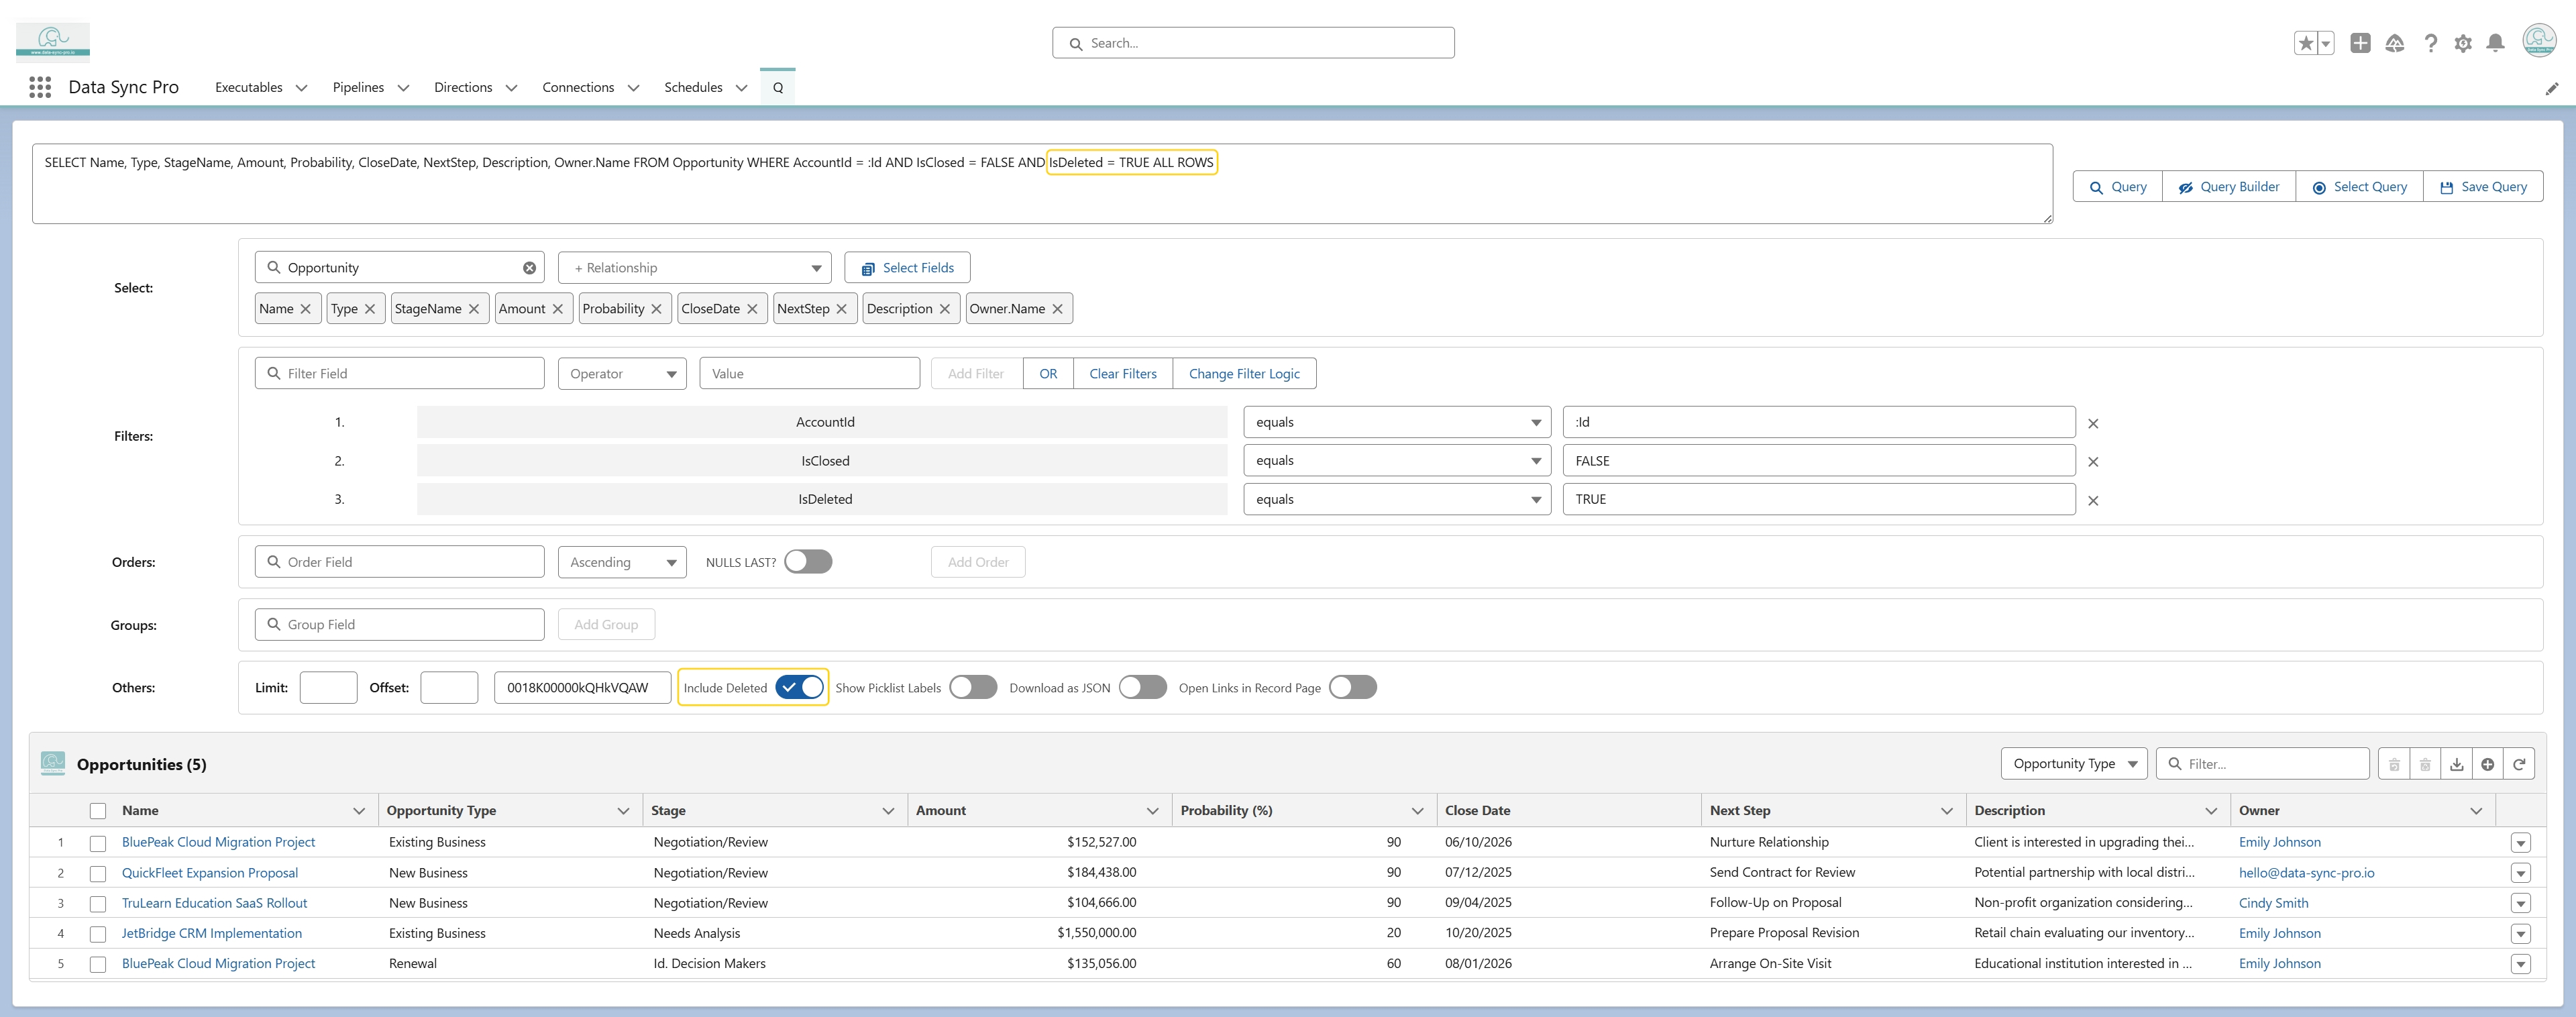 www.data-sync-pro.io
Search...
Data Sync Pro
Executables
Pipelines
Directions
Connections
Schedules
Q
SELECT Name, Type, StageName, Amount, Probability, CloseDate, NextStep, Description, Owner.Name FROM Opportunity WHERE AccountId = :Id AND IsClosed = FALSE AND IsDeleted = TRUE ALL ROWS
Query
Query Builder
Select Query
Save Query
Select:
Opportunity
+ Relationship
Select Fields
Name
Type
StageName
Amount
Probability
CloseDate
NextStep
Description
Owner.Name
Filters:
Filter Field
Operator
Value
Add Filter
OR
Clear Filters
Change Filter Logic
1. AccountId equals :Id
2. IsClosed equals FALSE
3. IsDeleted equals TRUE
Orders:
Order Field
Ascending
NULLS LAST?
Add Order
Groups:
Group Field
Add Group
Others:
Limit:
Offset:
0018K00000kQHkVQAW
Include Deleted
Show Picklist Labels
Download as JSON
Open Links in Record Page
Opportunities (5)
Opportunity Type
Filter...
Name Opportunity Type Stage Amount Probability (%) Close Date Next Step Description Owner
1 BluePeak Cloud Migration Project Existing Business Negotiation/Review $152,527.00 90 06/10/2026 Nurture Relationship Client is interested in upgrading thei... Emily Johnson
2 QuickFleet Expansion Proposal New Business Negotiation/Review $184,438.00 90 07/12/2025 Send Contract for Review Potential partnership with local distri... hello@data-sync-pro.io
3 TruLearn Education SaaS Rollout New Business Negotiation/Review $104,666.00 90 09/04/2025 Follow-Up on Proposal Non-profit organization considering... Cindy Smith
4 JetBridge CRM Implementation Existing Business Needs Analysis $1,550,000.00 20 10/20/2025 Prepare Proposal Revision Retail chain evaluating our inventory... Emily Johnson
5 BluePeak Cloud Migration Project Renewal Id. Decision Makers $135,056.00 60 08/01/2026 Arrange On-Site Visit Educational institution interested in ... Emily Johnson